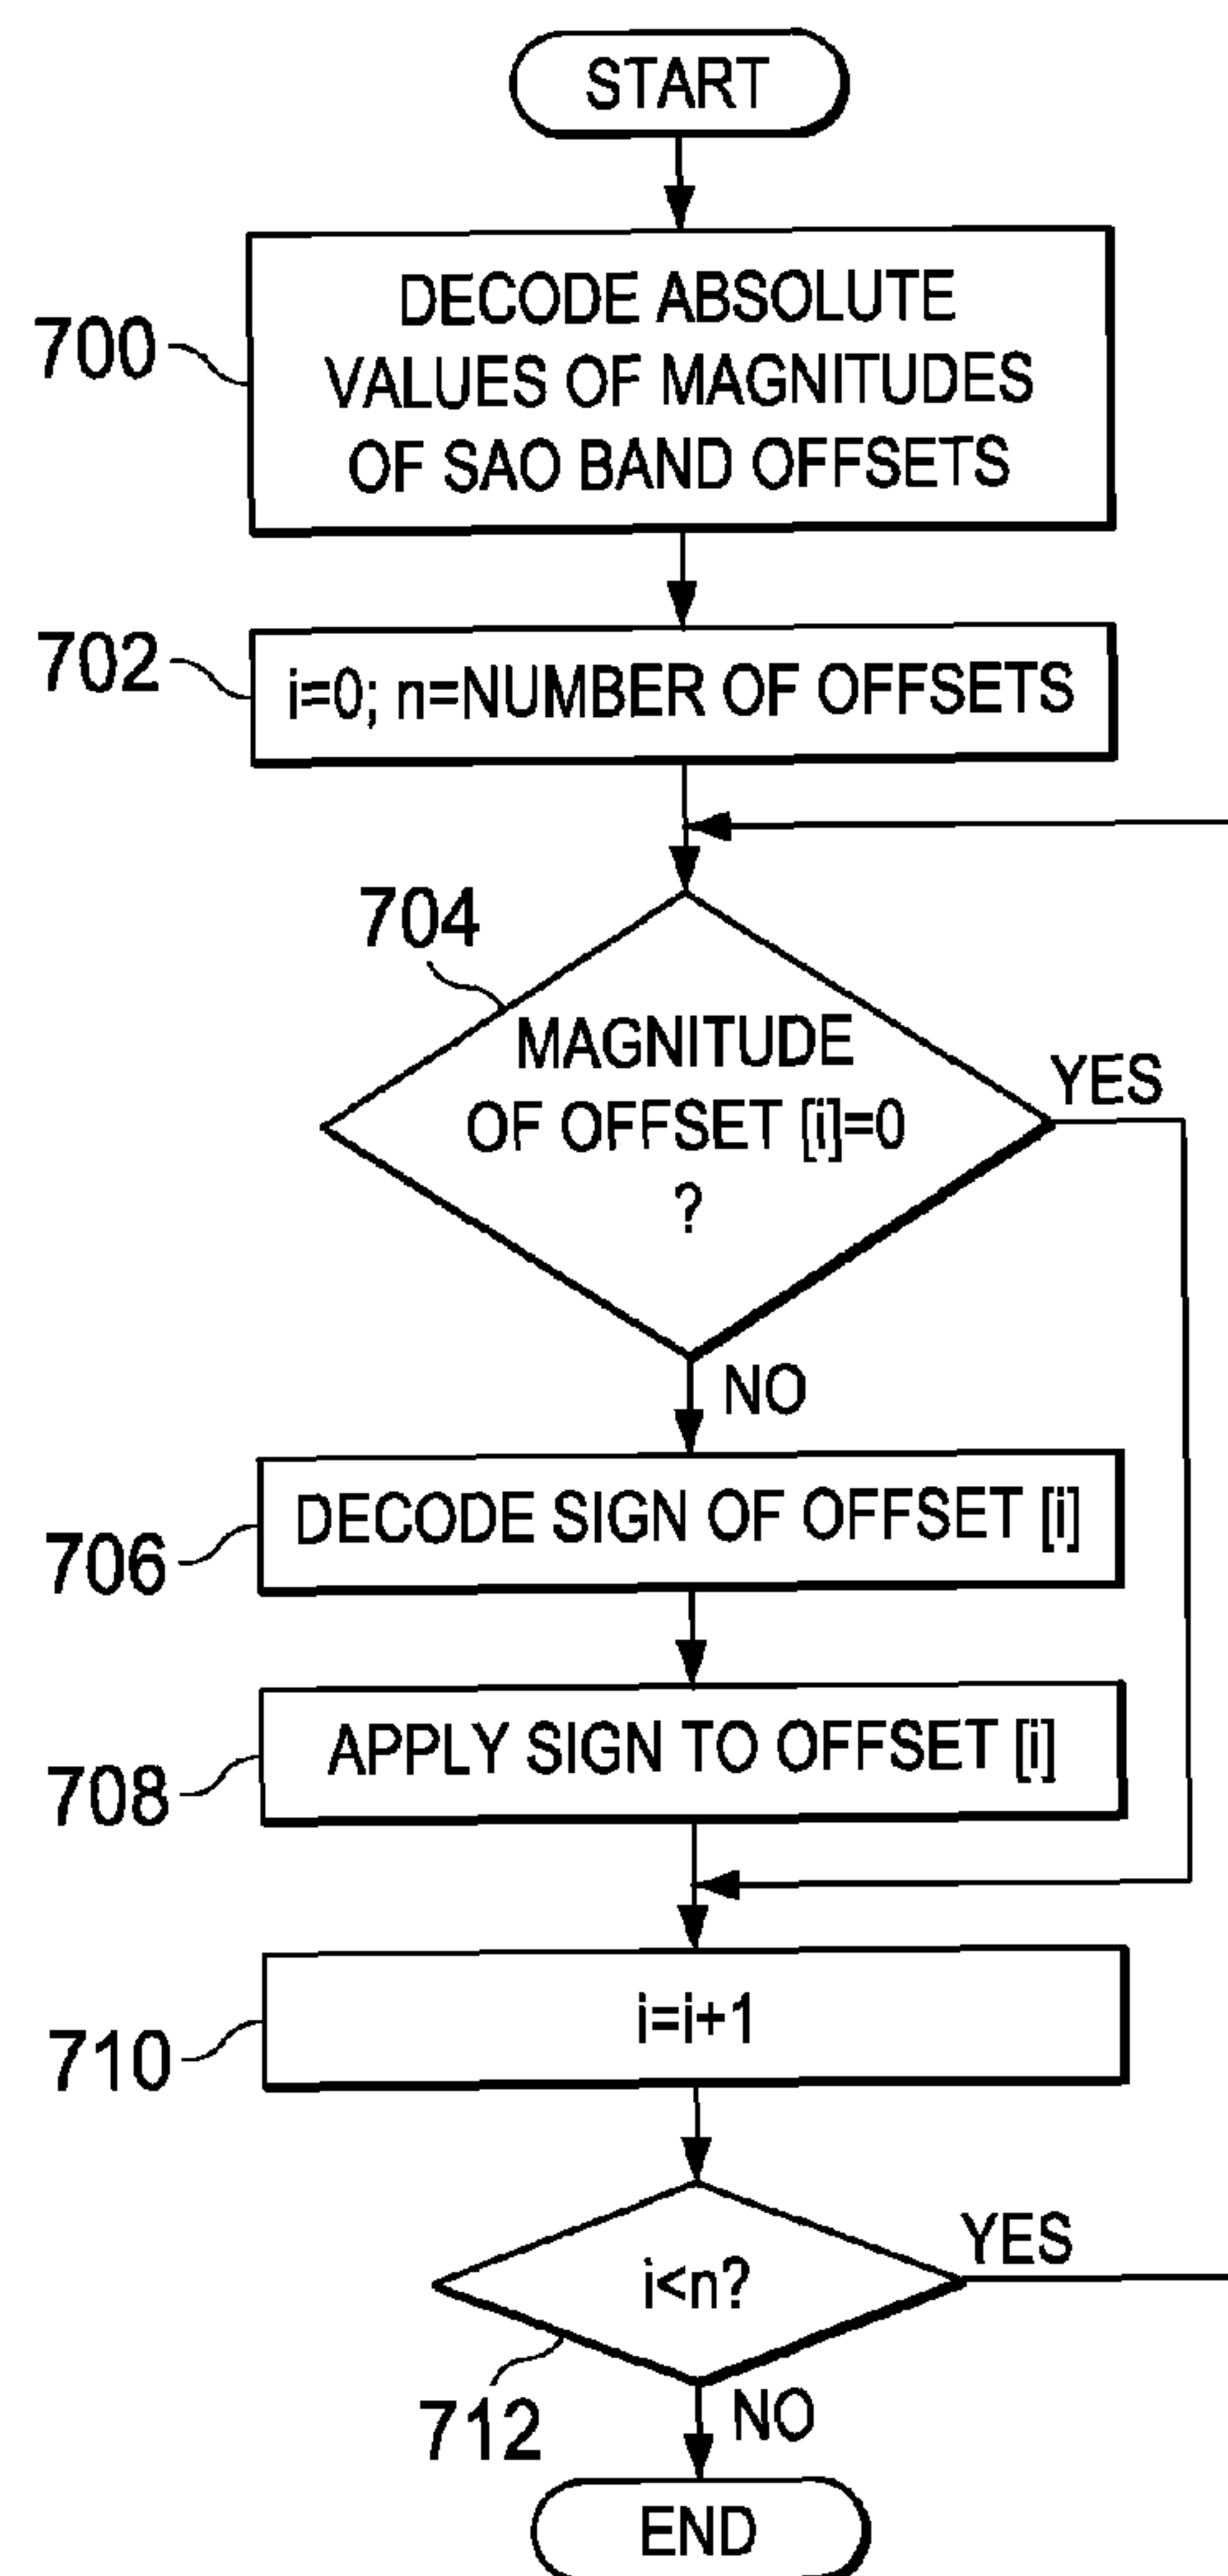 START
700
DECODE ABSOLUTE
VALUES OF MAGNITUDES
OF SAO BAND OFFSETS
702
i=0; n=NUMBER OF OFFSETS
704
MAGNITUDE
OF OFFSET [i]=0
?
YES
NO
706
DECODE SIGN OF OFFSET [i]
708
APPLY SIGN TO OFFSET [i]
710
i=i+1
i<n?
YES
712
NO
END